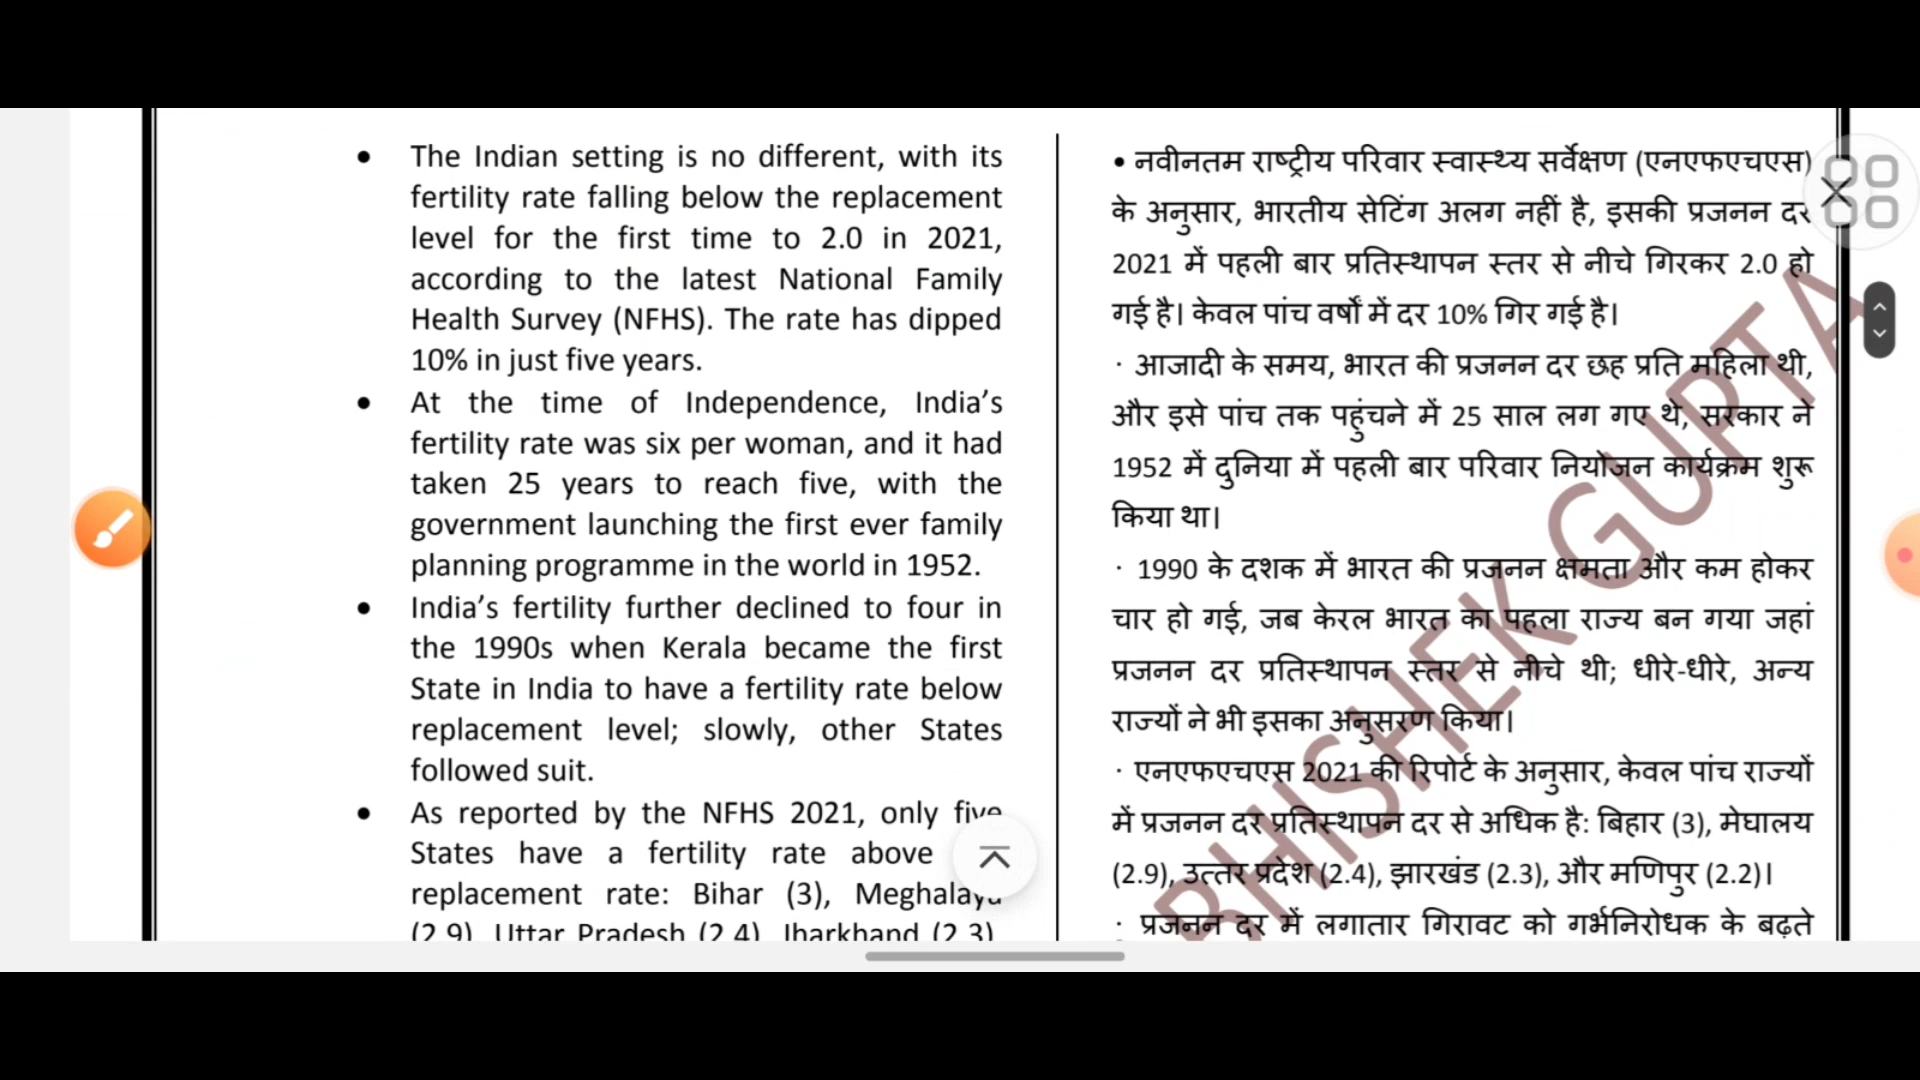 • The Indian setting is no different, with its
fertility rate falling below the replacement
level for the first time to 2.0 in 2021,
according to the latest National Family
Health Survey (NFHS). The rate has dipped
10% in just five years.
• At the time of Independence, India’s
fertility rate was six per woman, and it had
taken 25 years to reach five, with the
government launching the first ever family
planning programme in the world in 1952.
• India’s fertility further declined to four in
the 1990s when Kerala became the first
State in India to have a fertility rate below
replacement level; slowly, other States
followed suit.
• As reported by the NFHS 2021, only five
States have a fertility rate above
replacement rate: Bihar (3), Meghalaya
(2.9), Uttar Pradesh (2.4), Jharkhand (2.3),
• नवीनतम राष्ट्रीय परिवार स्वास्थ्य सर्वेक्षण (एनएफएचएस)
के अनुसार, भारतीय सेटिंग अलग नहीं है, इसकी प्रजनन दर
2021 में पहली बार प्रतिस्थापन स्तर से नीचे गिरकर 2.0 हो
गई है। केवल पांच वर्षों में दर 10% गिर गई है।
· आजादी के समय, भारत की प्रजनन दर छह प्रति महिला थी,
और इसे पांच तक पहुंचने में 25 साल लग गए थे, सरकार ने
1952 में दुनिया में पहली बार परिवार नियोजन कार्यक्रम शुरू
किया था।
· 1990 के दशक में भारत की प्रजनन क्षमता और कम होकर
चार हो गई, जब केरल भारत का पहला राज्य बन गया जहां
प्रजनन दर प्रतिस्थापन स्तर से नीचे थी; धीरे-धीरे, अन्य
राज्यों ने भी इसका अनुसरण किया।
· एनएफएचएस 2021 की रिपोर्ट के अनुसार, केवल पांच राज्यों
में प्रजनन दर प्रतिस्थापन दर से अधिक है: बिहार (3), मेघालय
(2.9), उत्तर प्रदेश (2.4), झारखंड (2.3), और मणिपुर (2.2)।
· प्रजनन दर में लगातार गिरावट को गर्भनिरोधक के बढ़ते
BHISHEK GUPTA